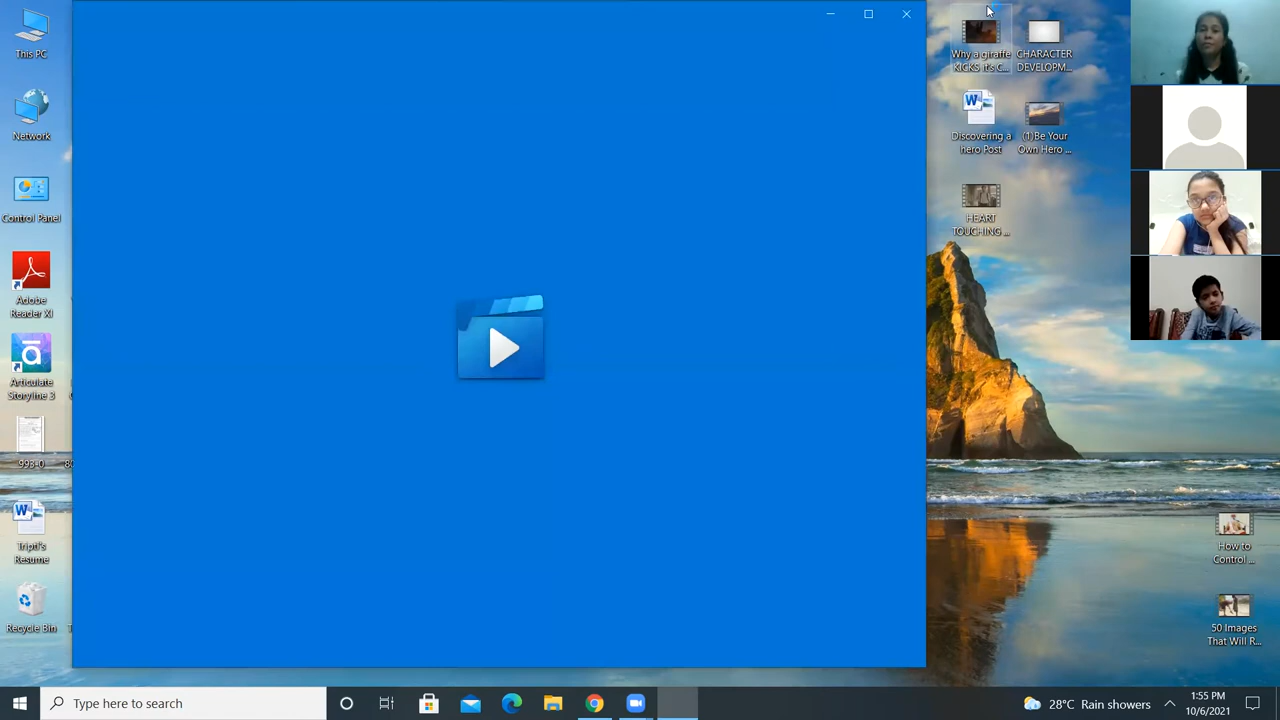 This PC
Network
Control Panel
Adobe
Reader XI
Articulate
Storyline 3
993-0
Tripti's
Resume
Recycle Bin
Why a giraffe
KICKS it's C...
CHARACTER
DEVELOPM...
Discovering a
hero Post
(1)Be Your
Own Hero ...
HEART
TOUCHING ...
How to
Control ...
50 Images
That Will R...
Type here to search
28°C Rain showers
1:55 PM
10/6/2021